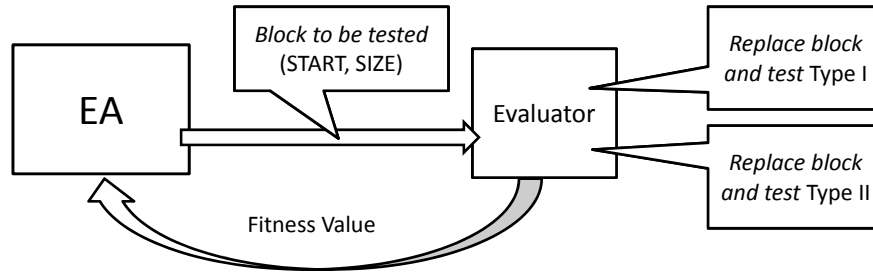 Block to be tested
(START, SIZE)
EA
Evaluator
Replace block
and test Type I
Replace block
and test Type II
Fitness Value